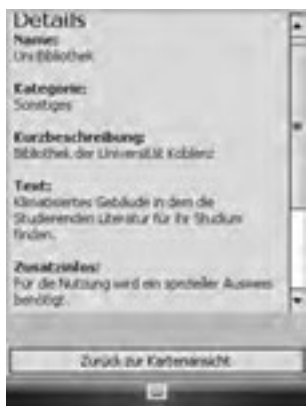 Details
Name:
Uni Bibliothek
Kategorie:
Sonstiges
Kurzbeschreibung:
Bibliothek der Universität Koblenz
Text:
Klimatisiertes Gebäude in dem die
Studierenden Literatur für ihr Studium
finden.
Zusatzinfos:
Für die Nutzung wird ein spezieller Ausweis
benötigt.
Zurück zur Kartenansicht